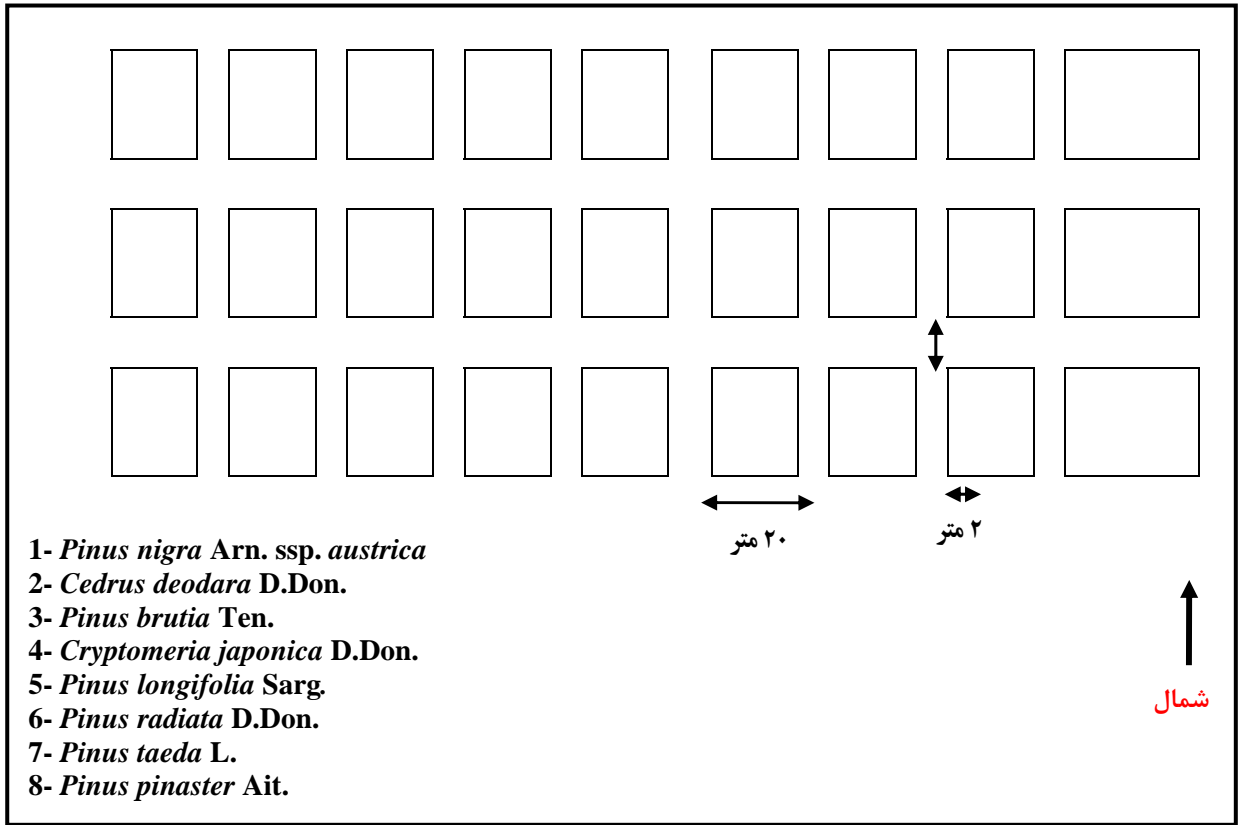 ۲۰ متر
۲ متر
1- Pinus nigra Arn. ssp. austrica
2- Cedrus deodara D.Don.
3- Pinus brutia Ten.
4- Cryptomeria japonica D.Don.
5- Pinus longifolia Sarg.
6- Pinus radiata D.Don.
7- Pinus taeda L.
8- Pinus pinaster Ait.
شمال